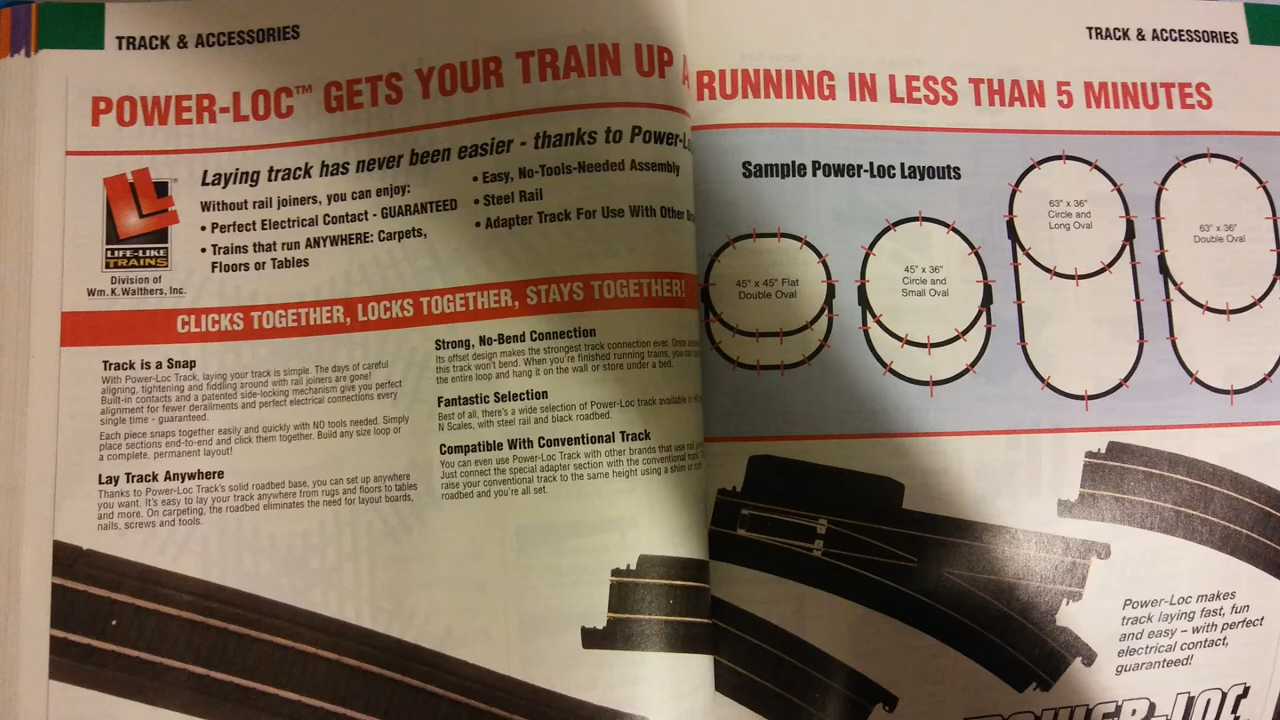 TRACK & ACCESSORIES
POWER-LOC™ GETS YOUR TRAIN UP
Laying track has never been easier - thanks to
LIFE-LIKE
TRAINS
®
Division of
Wm. K. Walthers, Inc.
Without rail joiners, you can enjoy:
• Perfect Electrical Contact - GUARANTEED
• Trains that run ANYWHERE: Carpets,
Floors or Tables
• Easy, No-Tools-Needed Assembly
• Steel Rail
• Adapter Track For Use With Other
CLICKS TOGETHER, LOCKS TOGETHER, STAYS TOGETHER!
Track is a Snap
With Power-Loc Track, laying your track is simple. The days of careful
aligning, tightening and fiddling around with rail joiners are gone!
Built-in contacts and a patented side-locking mechanism give you perfect
alignment for fewer derailments and perfect electrical connections every
single time - guaranteed.
Each piece snaps together easily and quickly with NO tools needed. Simply
place sections end-to-end and click them together. Build any size loop or
a complete, permanent layout!
Lay Track Anywhere
Thanks to Power-Loc Track's solid roadbed base, you can set up anywhere
you want. It's easy to lay your track anywhere from rugs and floors to tables
and more. On carpeting, the roadbed eliminates the need for layout boards,
nails, screws and tools.
Strong, No-Bend Connection
Its offset design makes the strongest track connection ever. Once
this track won't bend. When you're finished running trains, you can
the entire loop and hang it on the wall or store under a bed.
Fantastic Selection
Best of all, there's a wide selection of Power-Loc track available in
N Scales, with steel rail and black roadbed.
Compatible With Conventional Track
You can even use Power-Loc Track with other brands that use rail
Just connect the special adapter section with the conventional track.
raise your conventional track to the same height using a shim or
roadbed and you're all set.
TRACK & ACCESSORIES
RUNNING IN LESS THAN 5 MINUTES
Sample Power-Loc Layouts
45" x 45" Flat
Double Oval
45" x 36"
Circle and
Small Oval
63" x 36"
Circle and
Long Oval
63" x 36"
Double Oval
Power-Loc makes
track laying fast, fun
and easy – with perfect
electrical contact,
guaranteed!
POWER-LOC